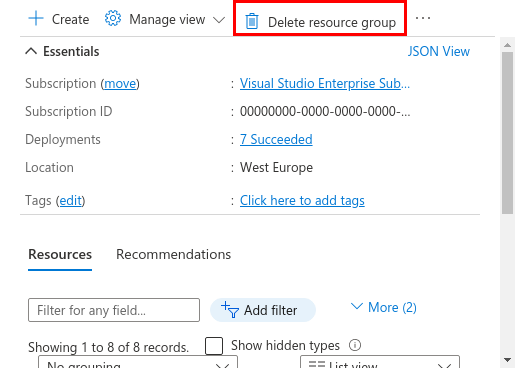 Create Manage view Delete resource group ...
Essentials JSON View
Subscription (move) : Visual Studio Enterprise Sub...
Subscription ID : 00000000-0000-0000-0000-...
Deployments : 7 Succeeded
Location : West Europe
Tags (edit) : Click here to add tags
Resources Recommendations
Filter for any field... Add filter More (2)
Showing 1 to 8 of 8 records. Show hidden types
No grouping List view